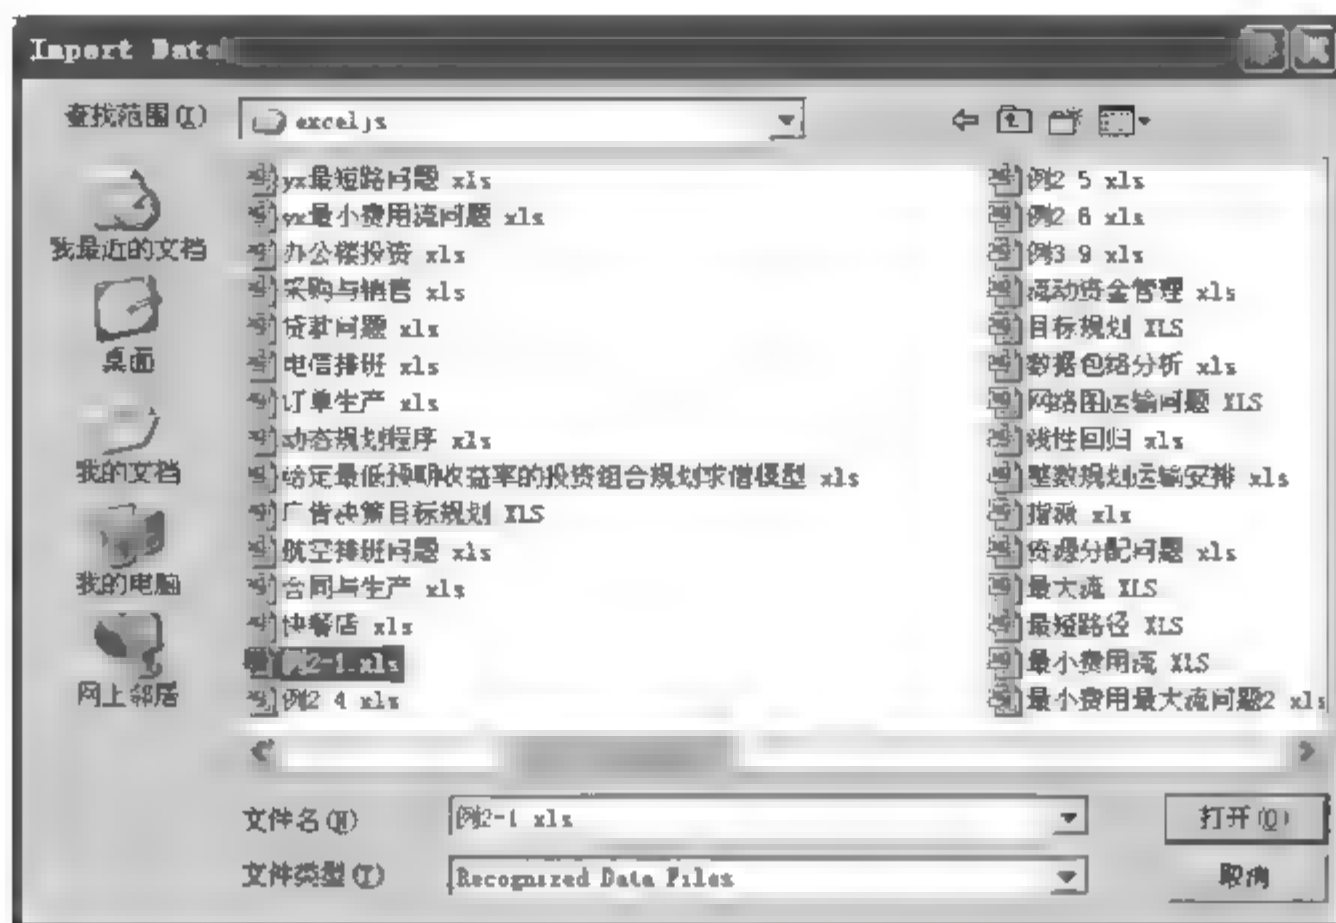 Import Data
查找范围(I)
exceljs
我最近的文档
桌面
我的文档
我的电脑
网上邻居
yx最短路问题 xls
yx最小费用流问题 xls
办公楼投资 xls
采购与销售 xls
贷款问题 xls
电信排班 xls
订单生产 xls
动态规划程序 xls
给定最低预期收益率的投资组合规划求借模型 xls
广告决策目标规划 XLS
航空排班问题 xls
合同与生产 xls
快餐店 xls
例2-1.xls
例2 4 xls
例2 5 xls
例2 6 xls
例3 9 xls
流动资金管理 xls
目标规划 XLS
数据包络分析 xls
网络图运输问题 XLS
线性回归 xls
整数规划运输安排 xls
指派 xls
资源分配问题 xls
最大流 XLS
最短路径 XLS
最小费用流 XLS
最小费用最大流问题2 xls
文件名(N)
例2-1 xls
打开(O)
文件类型(T)
Recognized Data Files
取消